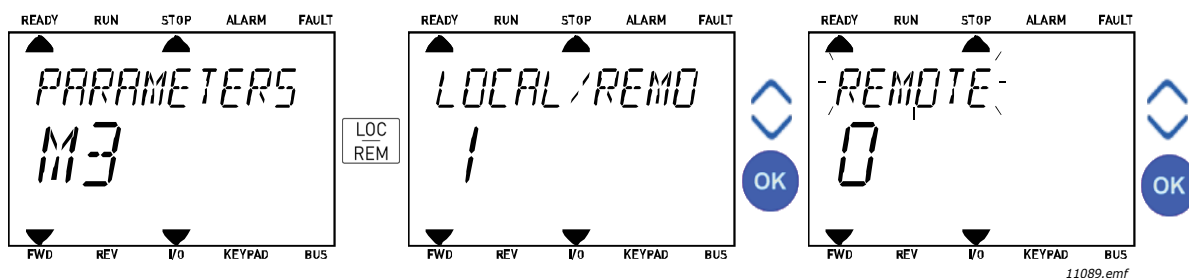 READY RUN STOP ALARM FAULT
PARAMETERS
M3
FWD REV I/O KEYPAD BUS
LOC
REM
READY RUN STOP ALARM FAULT
LOCAL/REMO
1
FWD REV I/O KEYPAD BUS
OK
READY RUN STOP ALARM FAULT
REMOTE
0
FWD REV I/O KEYPAD BUS
OK
11089.emf